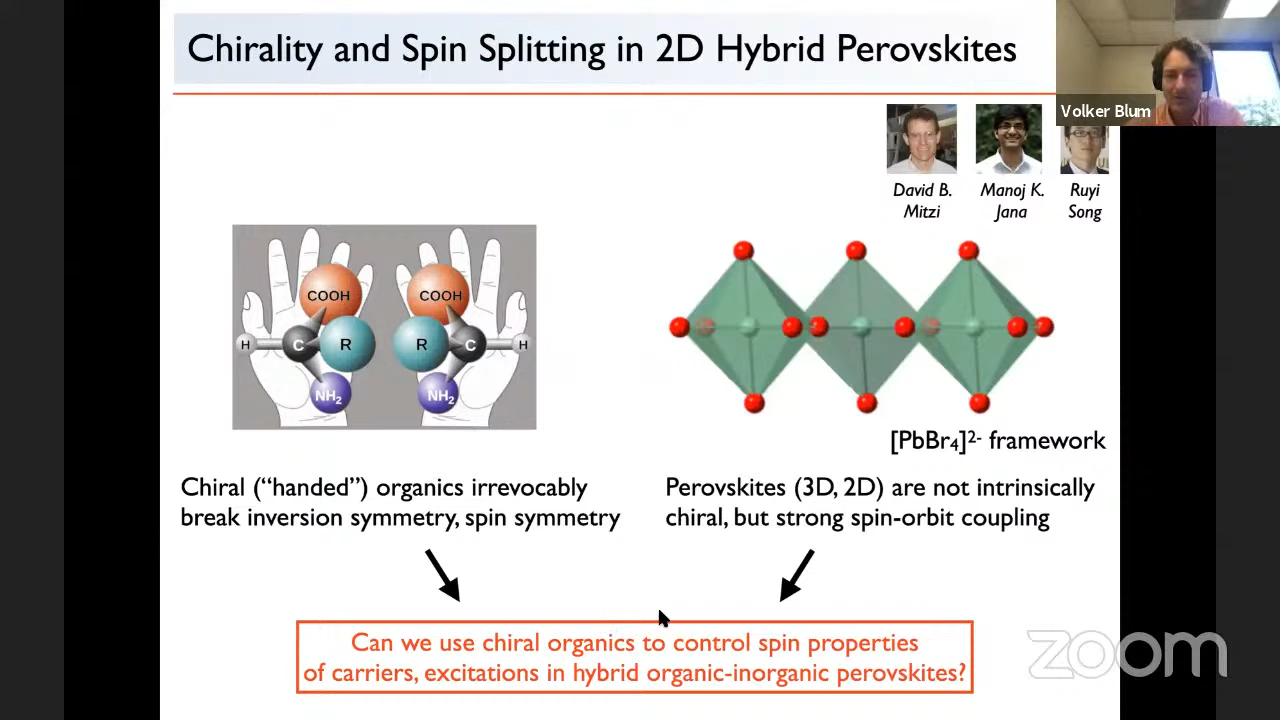 Chirality and Spin Splitting in 2D Hybrid Perovskites
Volker Blum
David B.
Mitzi
Manoj K.
Jana
Ruyi
Song
COOH
H
C
R
NH2
COOH
R
C
H
NH2
[PbBr4]2- framework
Chiral (“handed”) organics irrevocably
break inversion symmetry, spin symmetry
Perovskites (3D, 2D) are not intrinsically
chiral, but strong spin-orbit coupling
Can we use chiral organics to control spin properties
of carriers, excitations in hybrid organic-inorganic perovskites?
zoom